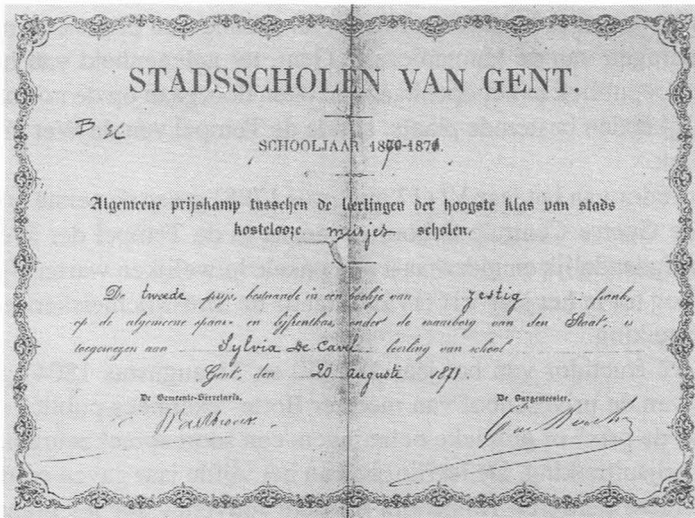 STADSSCHOLEN VAN GENT.
SCHOOLJAAR 1870-1871.
Algemeene prijskamp tusschen de leerlingen der hoogste klas van stads
kostelooze meisjes scholen.
De tweede prijs, bestaande in een boekje van zestig frank,
op de algemeene spaar- en lijfrentkas, onder de waarborg van den Staat, is
toegewezen aan Sylvia De Cavel leerling van school
Gent, den 20 augusti 1871
De Gemeente-Secretaris. De Burgemeester.